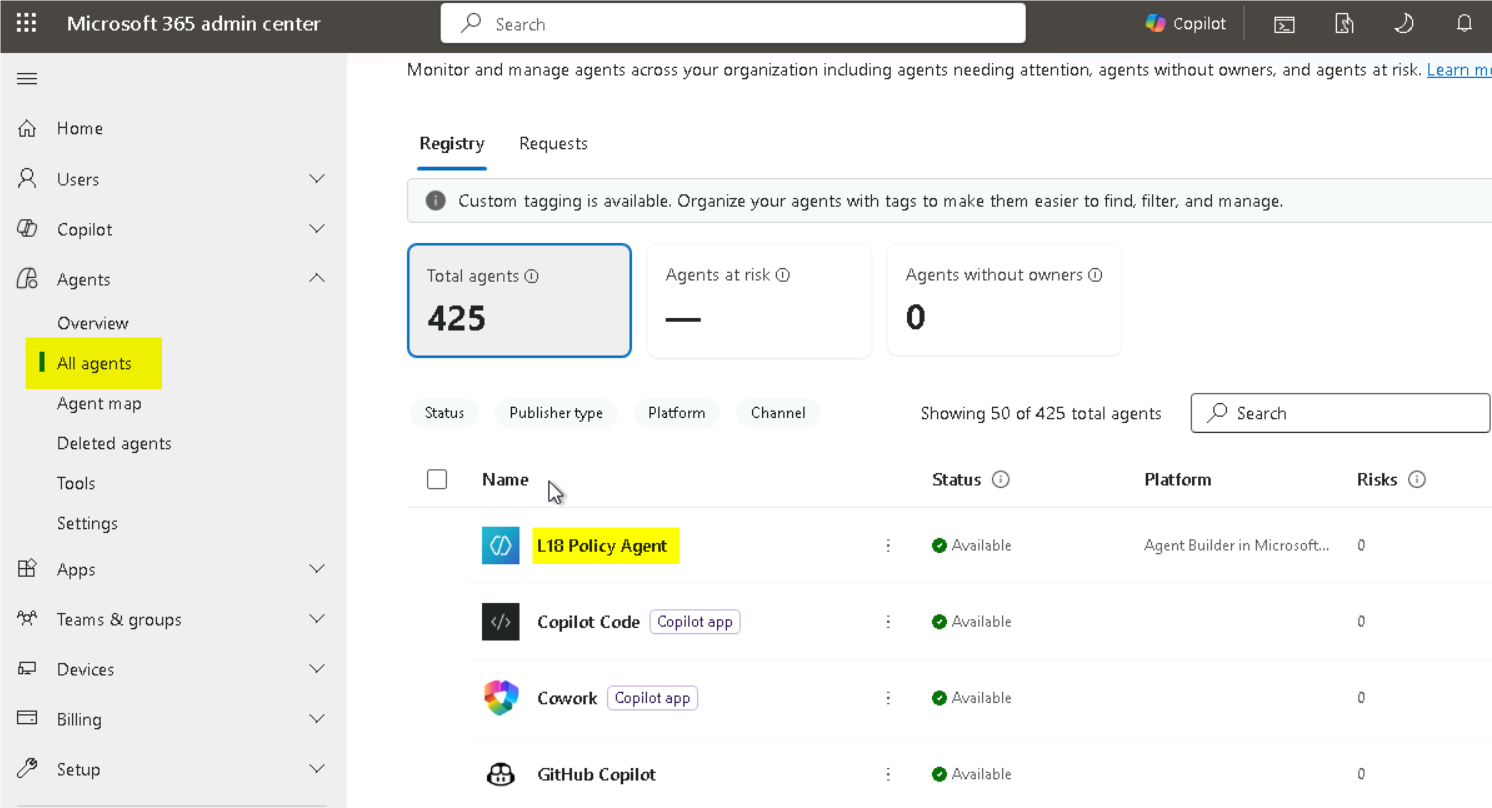 Microsoft 365 admin center
Search
Copilot
Monitor and manage agents across your organization including agents needing attention, agents without owners, and agents at risk. Learn m
Home
Users
Copilot
Agents
Overview
All agents
Agent map
Deleted agents
Tools
Settings
Apps
Teams & groups
Devices
Billing
Setup
Registry Requests
Custom tagging is available. Organize your agents with tags to make them easier to find, filter, and manage.
Total agents
425
Agents at risk
—
Agents without owners
0
Status Publisher type Platform Channel Showing 50 of 425 total agents Search
Name Status Platform Risks
L18 Policy Agent Available Agent Builder in Microsoft... 0
Copilot Code Copilot app Available 0
Cowork Copilot app Available 0
GitHub Copilot Available 0